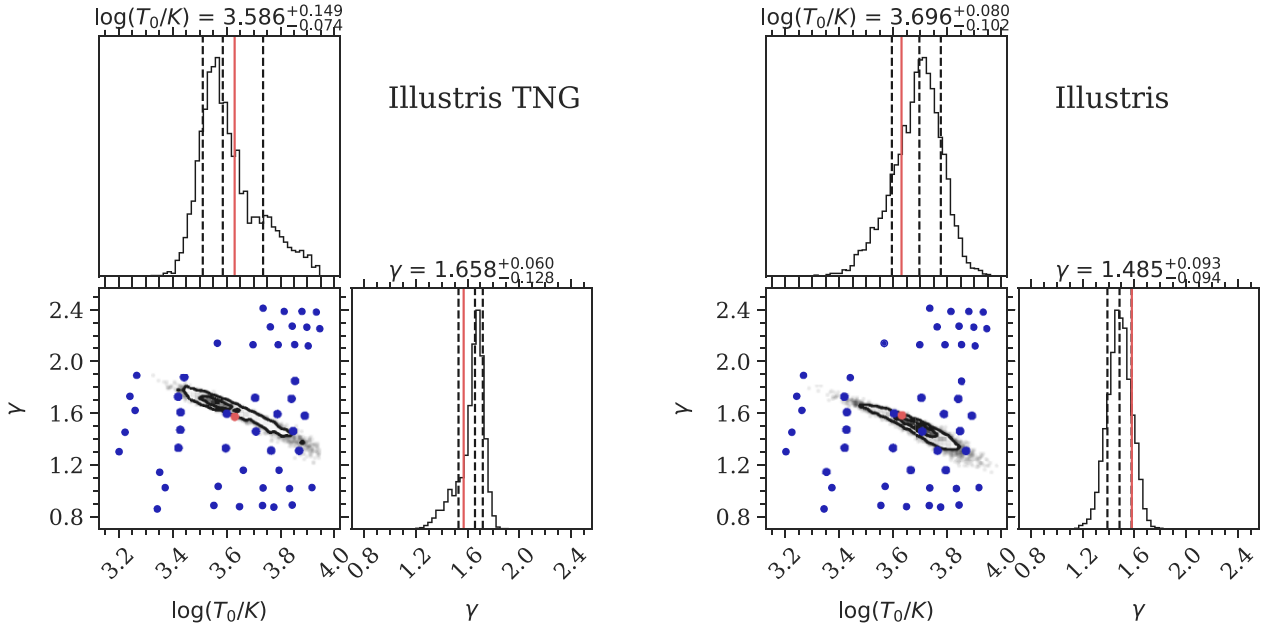 log(T₀/K) = 3.586⁺⁰·¹⁴⁹₋₀.₀₇₄
Illustris TNG
γ = 1.658⁺⁰·⁰⁶⁰₋₀.₁₂₈
γ
2.4
2.0
1.6
1.2
0.8
3.2 3.4 3.6 3.8 4.0
log(T₀/K)
0.8 1.2 1.6 2.0 2.4
γ
log(T₀/K) = 3.696⁺⁰·⁰⁸⁰₋₀.₁₀₂
Illustris
γ = 1.485⁺⁰·⁰⁹³₋₀.₀₉₄
γ
2.4
2.0
1.6
1.2
0.8
3.2 3.4 3.6 3.8 4.0
log(T₀/K)
0.8 1.2 1.6 2.0 2.4
γ